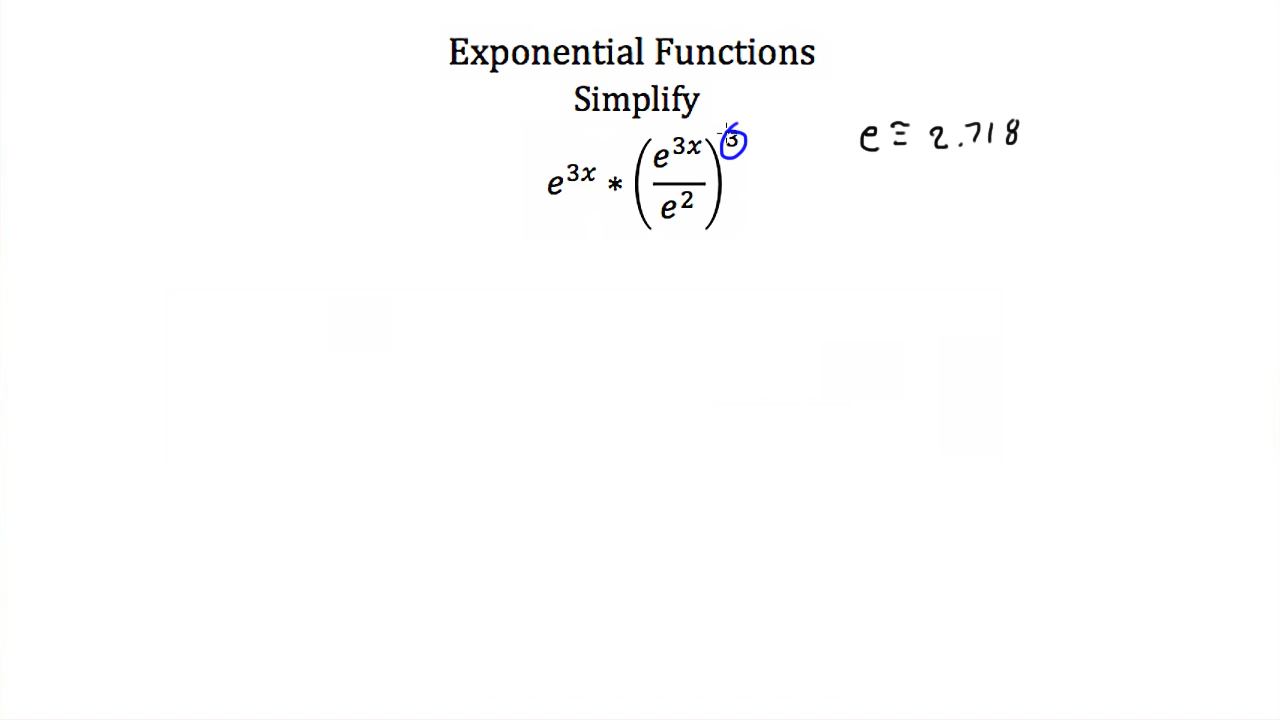 Exponential Functions
Simplify
e^{3x} * (e^{3x}/e^2)^3
e ≅ 2.718